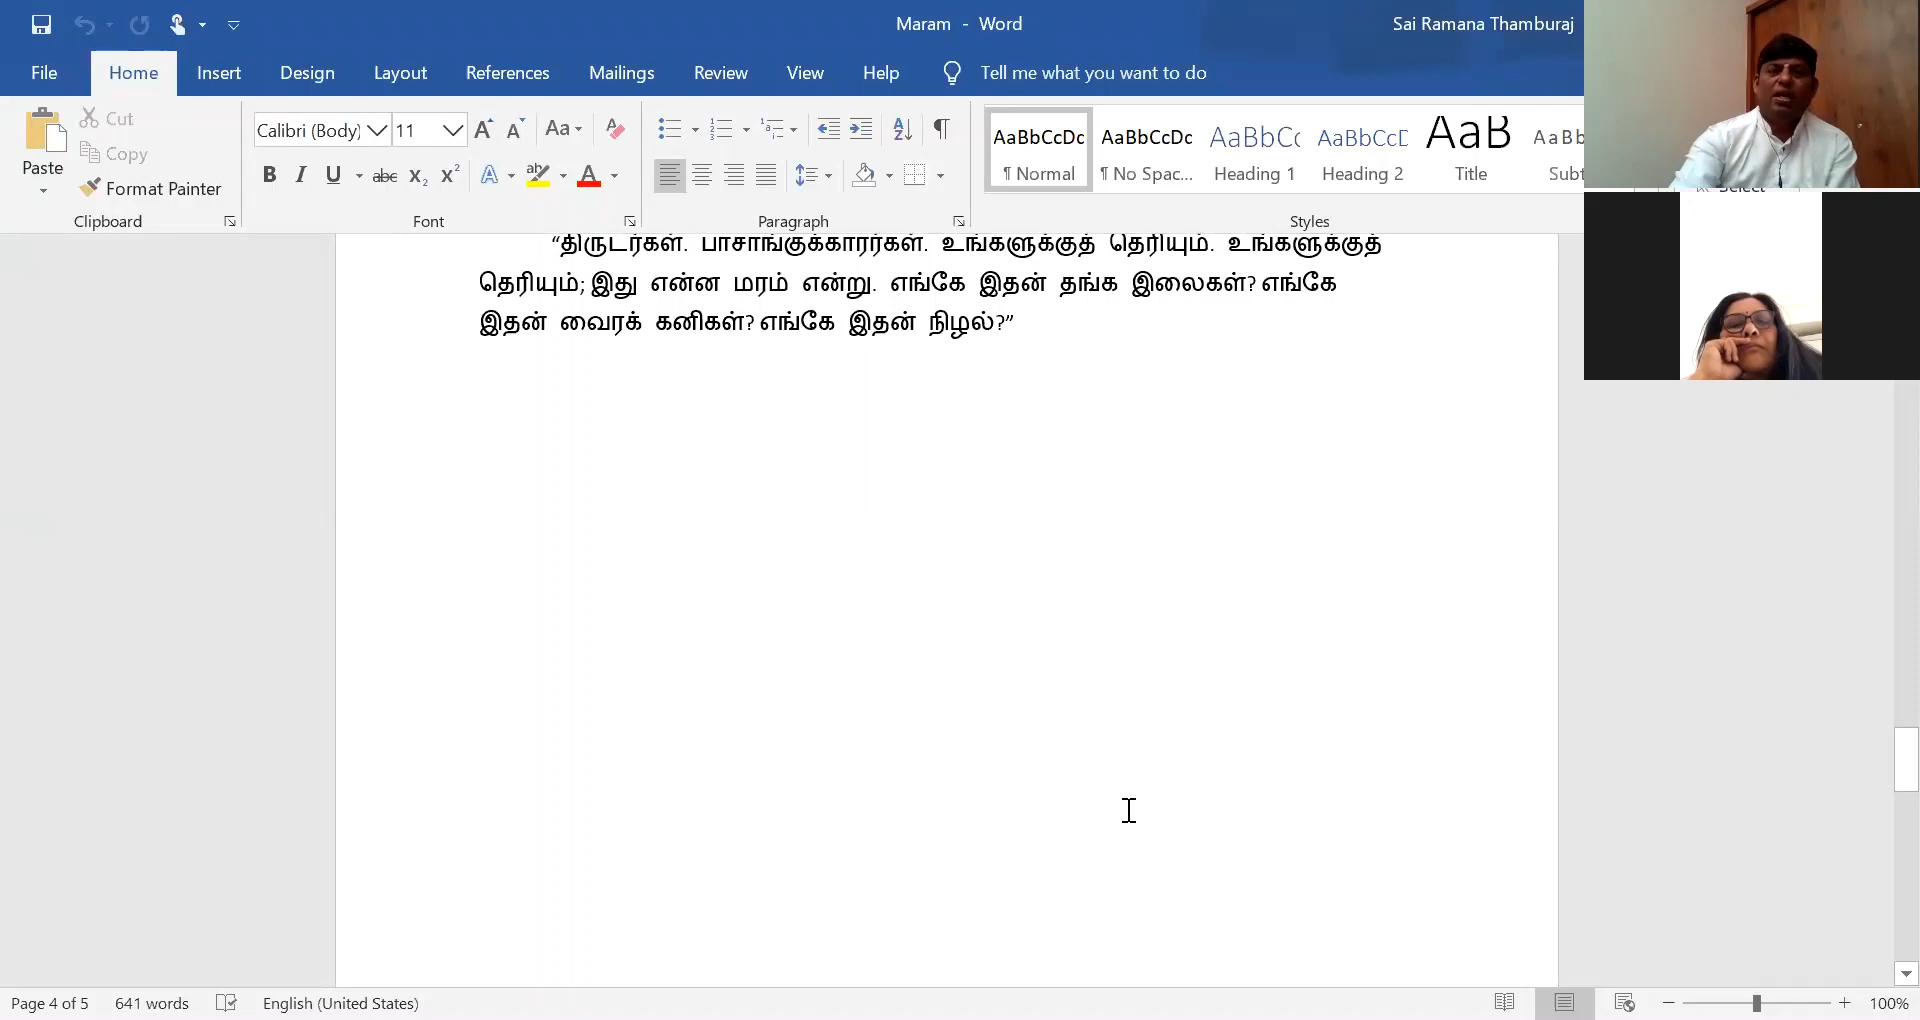 Maram - Word
Sai Ramana Thamburaj
File Home Insert Design Layout References Mailings Review View Help Tell me what you want to do
Paste
Cut
Copy
Format Painter
Clipboard
Calibri (Body) 11
Font
Paragraph
AaBbCcDc AaBbCcDc AaBbCc AaBbCcD AaB AaBb
¶ Normal ¶ No Spac... Heading 1 Heading 2 Title Subt
Styles
Select
“திருடர்கள். பாசாங்குக்காரர்கள். உங்களுக்குத் தெரியும். உங்களுக்குத்
தெரியும்; இது என்ன மரம் என்று. எங்கே இதன் தங்க இலைகள்? எங்கே
இதன் வைரக் கனிகள்? எங்கே இதன் நிழல்?”
Page 4 of 5 641 words English (United States) 100%